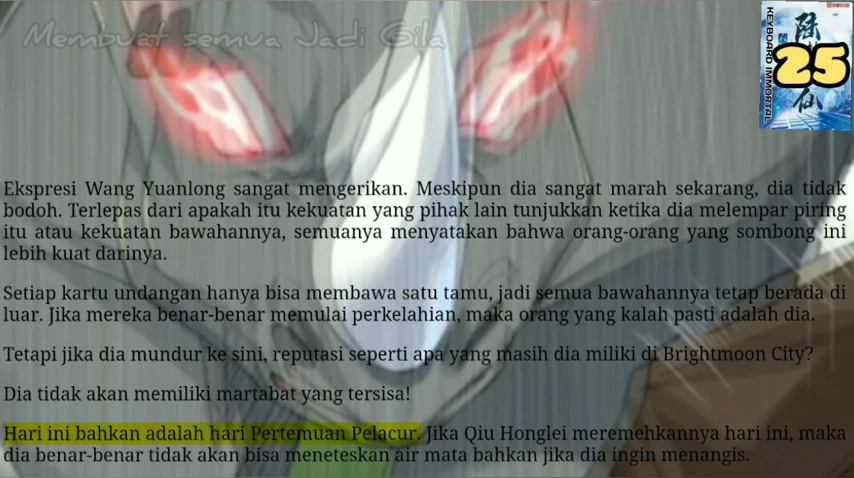 Membuat semua Jadi Gila
KEYBOARD IMMORTAL
25
Ekspresi Wang Yuanlong sangat mengerikan. Meskipun dia sangat marah sekarang, dia tidak
bodoh. Terlepas dari apakah itu kekuatan yang pihak lain tunjukkan ketika dia melempar piring
itu atau kekuatan bawahannya, semuanya menyatakan bahwa orang-orang yang sombong ini
lebih kuat darinya.
Setiap kartu undangan hanya bisa membawa satu tamu, jadi semua bawahannya tetap berada di
luar. Jika mereka benar-benar memulai perkelahian, maka orang yang kalah pasti adalah dia.
Tetapi jika dia mundur ke sini, reputasi seperti apa yang masih dia miliki di Brightmoon City?
Dia tidak akan memiliki martabat yang tersisa!
Hari ini bahkan adalah hari Pertemuan Pelacur. Jika Qiu Honglei meremehkannya hari ini, maka
dia benar-benar tidak akan bisa meneteskan air mata bahkan jika dia ingin menangis.